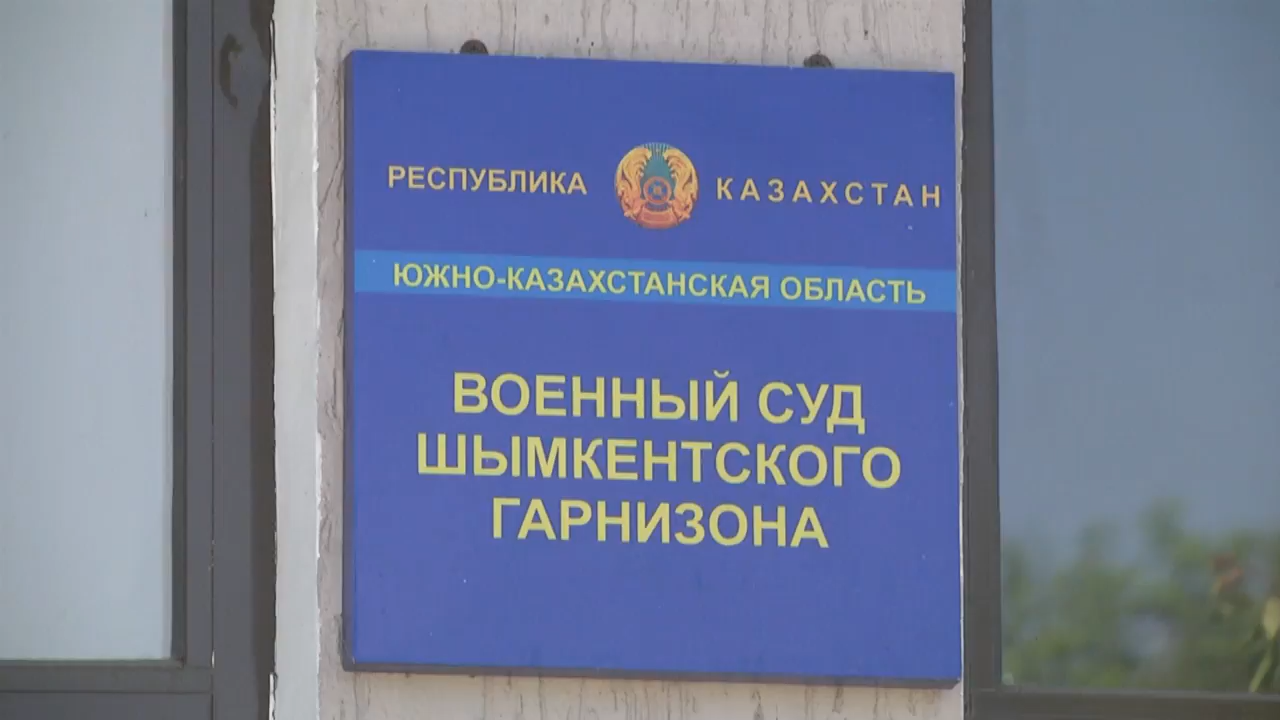 РЕСПУБЛИКА КАЗАХСТАН
ЮЖНО-КАЗАХСТАНСКАЯ ОБЛАСТЬ
ВОЕННЫЙ СУД
ШЫМКЕНТСКОГО
ГАРНИЗОНА